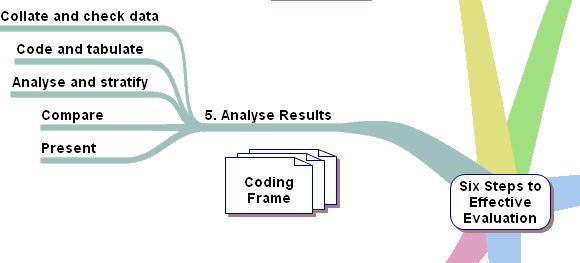 Collate and check data
Code and tabulate
Analyse and stratify
Compare
Present
5. Analyse Results
Coding
Frame
Six Steps to
Effective
Evaluation